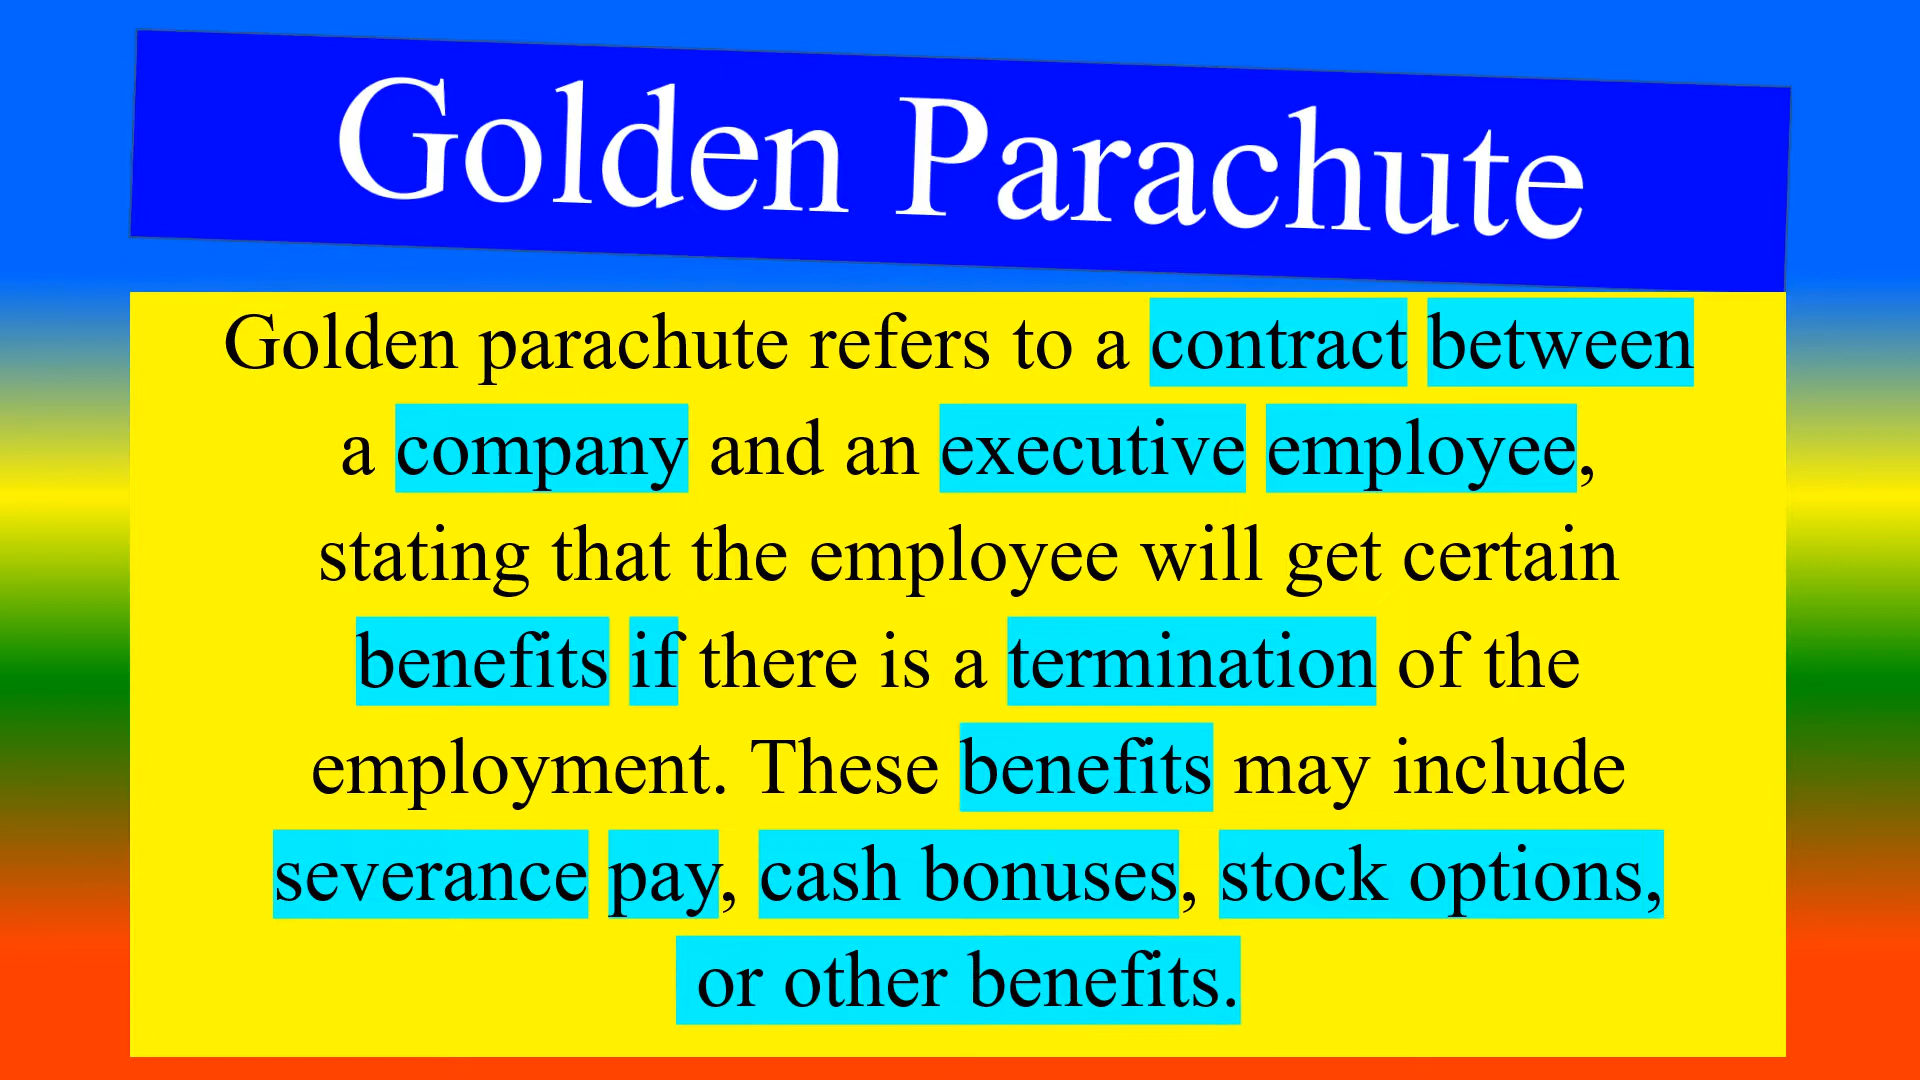 Golden Parachute
Golden parachute refers to a contract between
a company and an executive employee,
stating that the employee will get certain
benefits if there is a termination of the
employment. These benefits may include
severance pay, cash bonuses, stock options,
or other benefits.